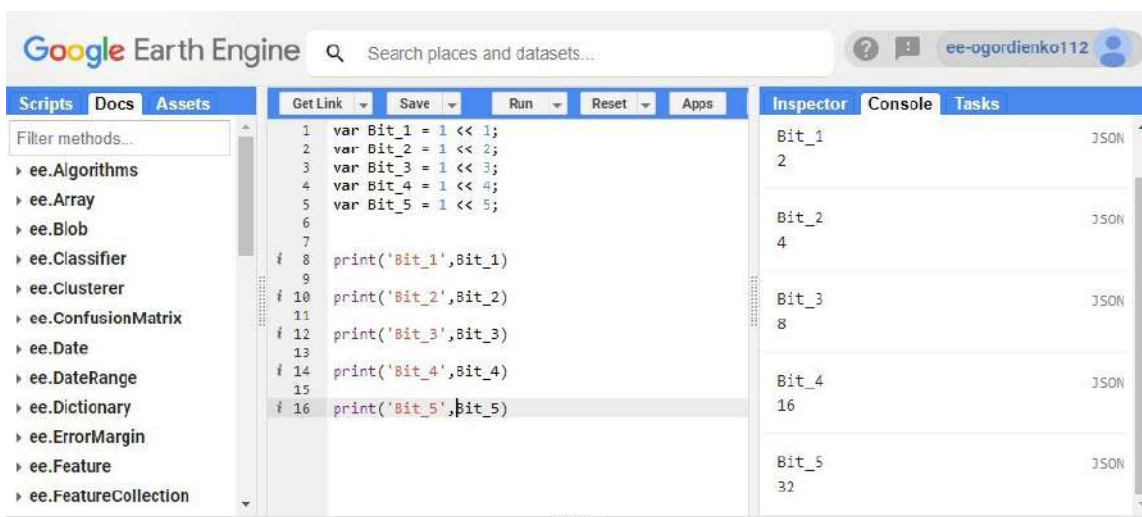 Google Earth Engine
Search places and datasets...
ee-ogordienko112
Scripts Docs Assets
Filter methods...
ee.Algorithms
ee.Array
ee.Blob
ee.Classifier
ee.Clusterer
ee.ConfusionMatrix
ee.Date
ee.DateRange
ee.Dictionary
ee.ErrorMargin
ee.Feature
ee.FeatureCollection
Get Link Save Run Reset Apps
1 var Bit_1 = 1 << 1;
2 var Bit_2 = 1 << 2;
3 var Bit_3 = 1 << 3;
4 var Bit_4 = 1 << 4;
5 var Bit_5 = 1 << 5;
6
7
i 8 print('Bit_1',Bit_1)
9
i 10 print('Bit_2',Bit_2)
11
i 12 print('Bit_3',Bit_3)
13
i 14 print('Bit_4',Bit_4)
15
i 16 print('Bit_5',Bit_5)
Inspector Console Tasks
Bit_1 JSON
2
Bit_2 JSON
4
Bit_3 JSON
8
Bit_4 JSON
16
Bit_5 JSON
32